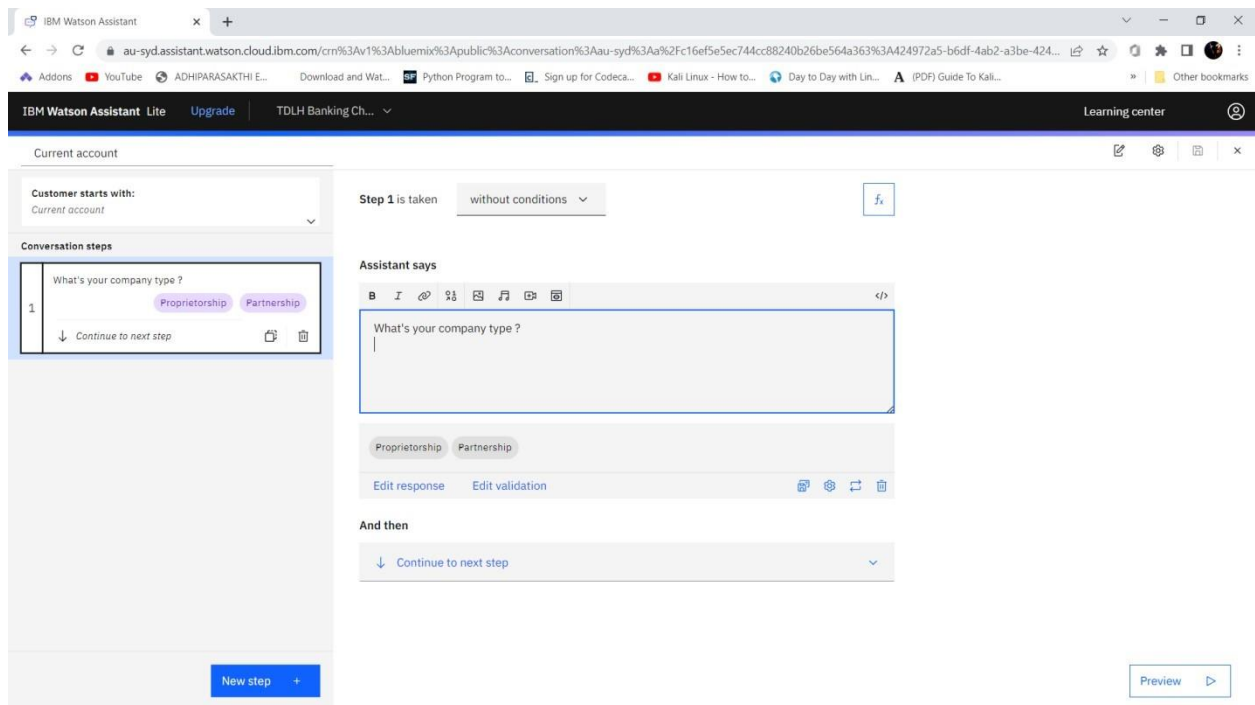 IBM Watson Assistant
au-syd.assistant.watson.cloud.ibm.com/crn%3Av1%3Abluemix%3Apublic%3Aconversation%3Aau-syd%3Aa%2Fc16ef5e5ec744cc88240b26be564a363%3A424972a5-b6df-4ab2-a3be-424...
Addons YouTube ADHIPARASAKTHI E... Download and Wat... SF Python Program to... Sign up for Codeca... Kali Linux - How to... Day to Day with Lin... A (PDF) Guide To Kali... » Other bookmarks
IBM Watson Assistant Lite Upgrade TDLH Banking Ch... Learning center
Current account
Customer starts with:
Current account
Conversation steps
1
What's your company type ?
Proprietorship Partnership
Continue to next step
New step +
Step 1 is taken without conditions fx
Assistant says
B I </>
What's your company type ?
Proprietorship Partnership
Edit response Edit validation
And then
Continue to next step
Preview